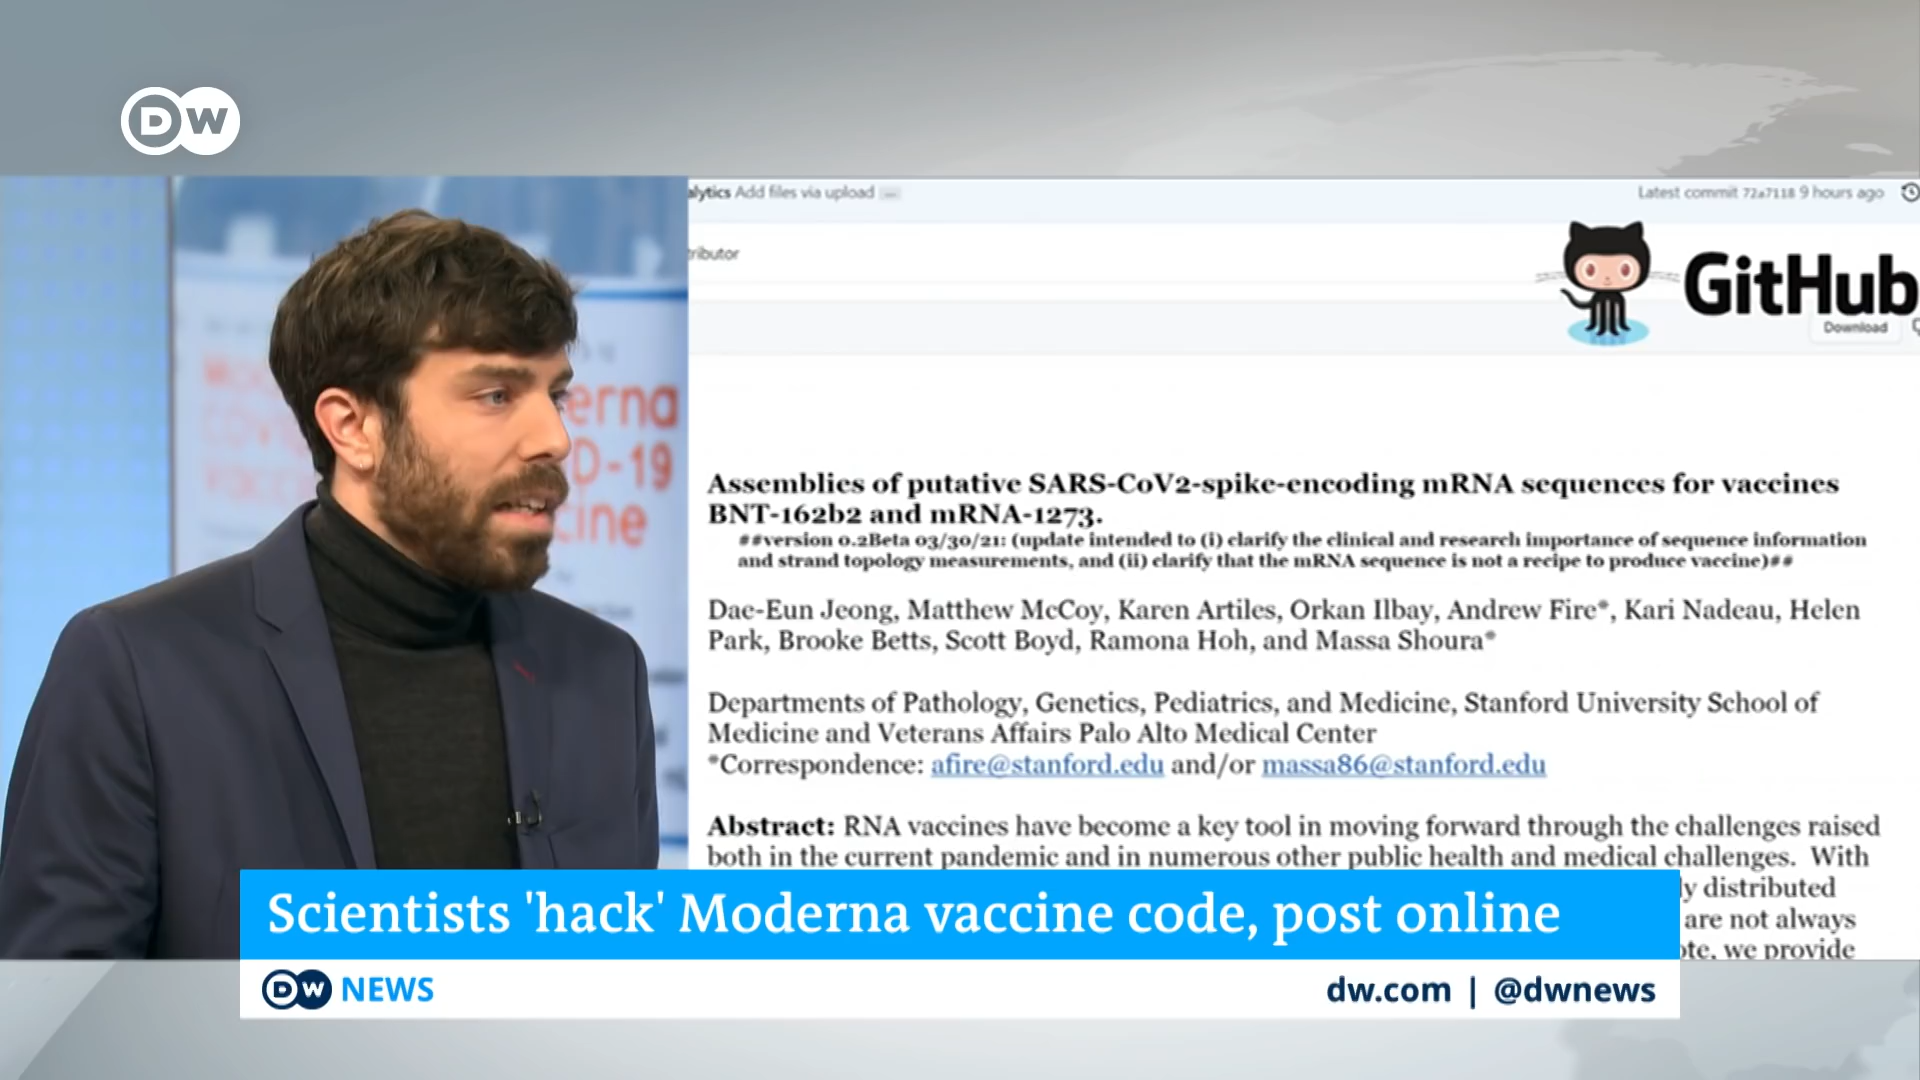 DW
alytics Add files via upload
Latest commit 72a7118 9 hours ago
tributor
GitHub
Download
erna
D-19
cine
Assemblies of putative SARS-CoV2-spike-encoding mRNA sequences for vaccines
BNT-162b2 and mRNA-1273.
##version 0.2Beta 03/30/21: (update intended to (i) clarify the clinical and research importance of sequence information
and strand topology measurements, and (ii) clarify that the mRNA sequence is not a recipe to produce vaccine)##
Dae-Eun Jeong, Matthew McCoy, Karen Artiles, Orkan Ilbay, Andrew Fire*, Kari Nadeau, Helen
Park, Brooke Betts, Scott Boyd, Ramona Hoh, and Massa Shoura*
Departments of Pathology, Genetics, Pediatrics, and Medicine, Stanford University School of
Medicine and Veterans Affairs Palo Alto Medical Center
*Correspondence: afire@stanford.edu and/or massa86@stanford.edu
Abstract: RNA vaccines have become a key tool in moving forward through the challenges raised
both in the current pandemic and in numerous other public health and medical challenges. With
ly distributed
are not always
ote, we provide
Scientists 'hack' Moderna vaccine code, post online
DW NEWS
dw.com | @dwnews